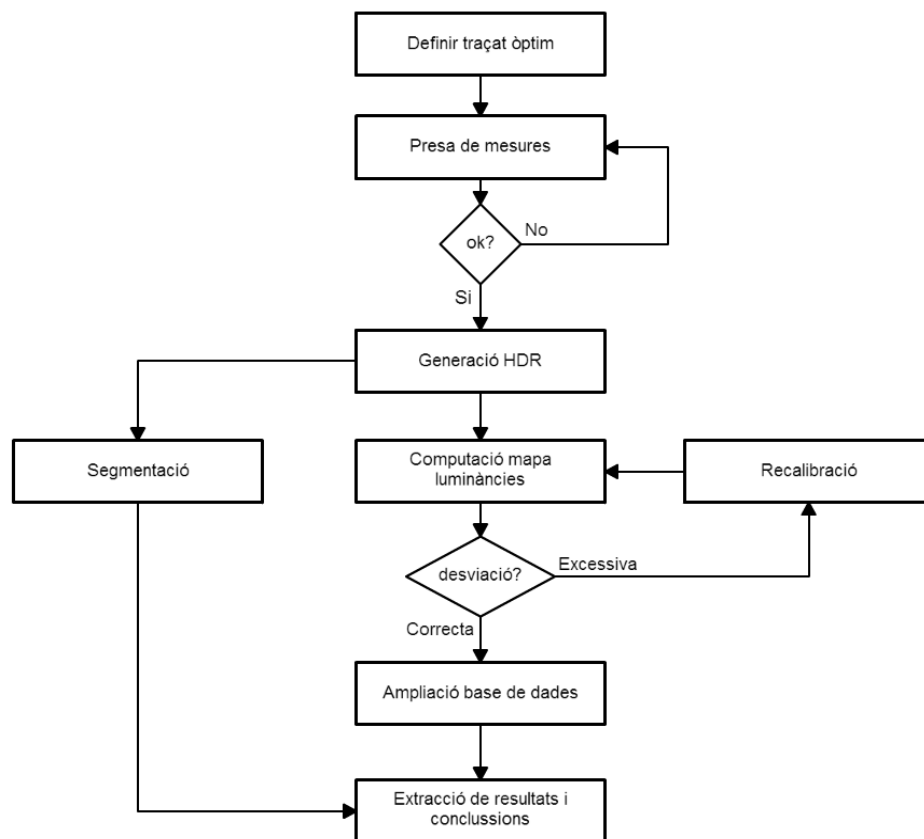 Definir traçat òptim
Presa de mesures
ok?
No
Si
Generació HDR
Segmentació
Computació mapa
luminàncies
Recalibració
desviació?
Excessiva
Correcta
Ampliació base de dades
Extracció de resultats i
conclussions